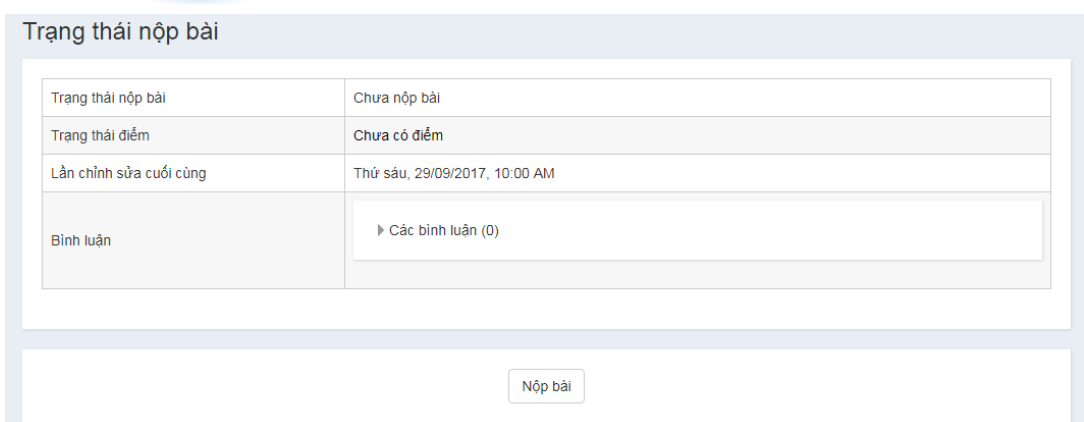 Trạng thái nộp bài
Trạng thái nộp bài Chưa nộp bài
Trạng thái điểm Chưa có điểm
Lần chỉnh sửa cuối cùng Thứ sáu, 29/09/2017, 10:00 AM
Bình luận Các bình luận (0)
Nộp bài